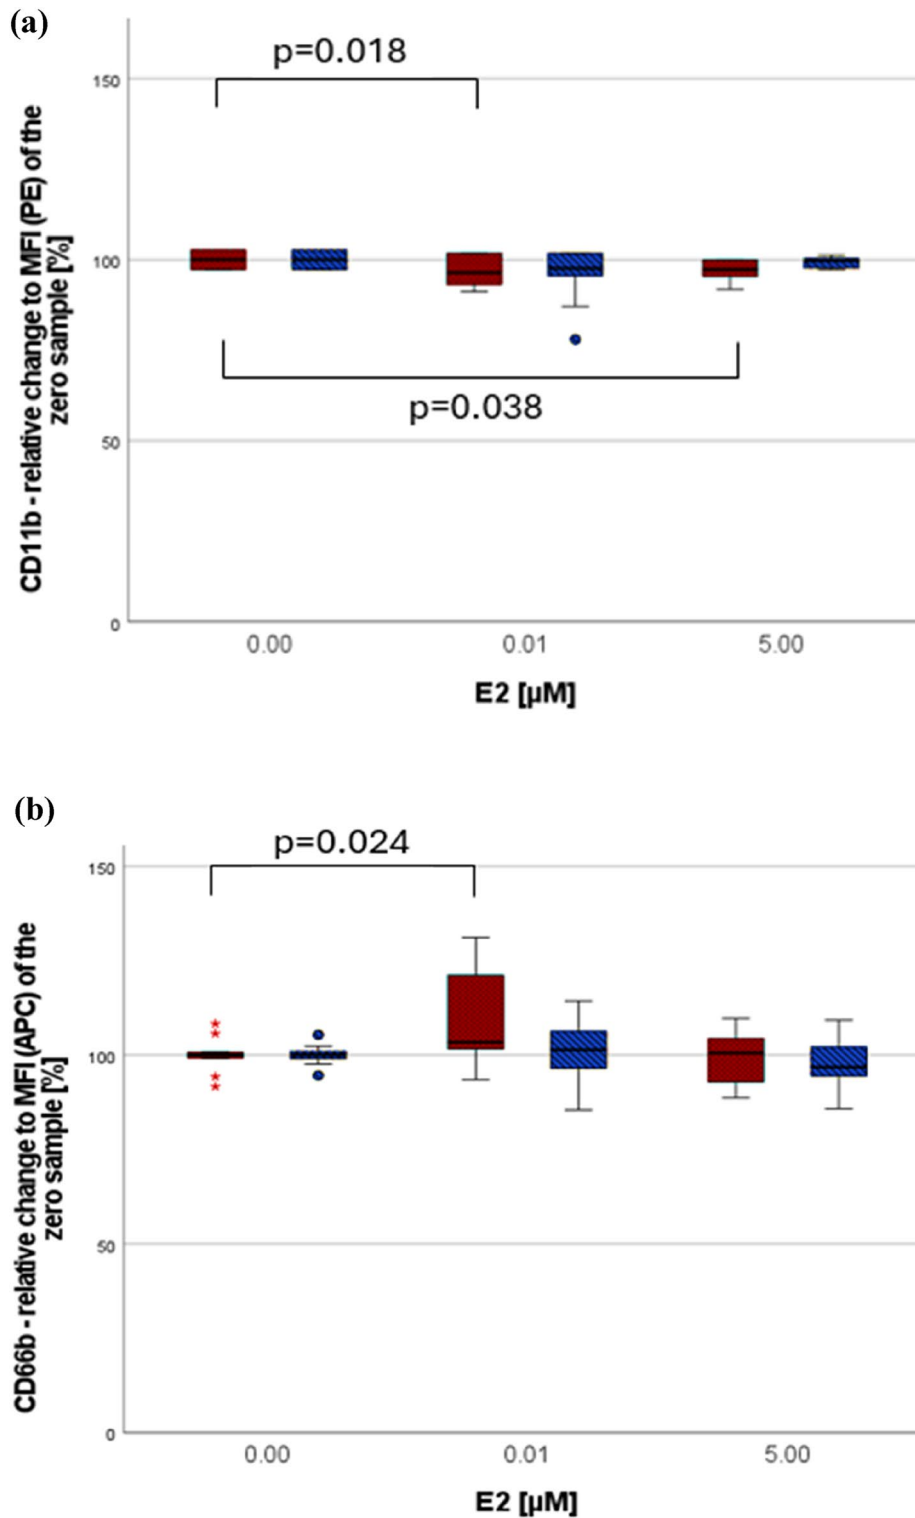 (a)
p=0.018
CD11b - relative change to MFI (PE) of the
zero sample [%]
150
100
50
0
p=0.038
0.00 0.01 5.00
E2 [µM]
(b)
p=0.024
CD66b - relative change to MFI (APC) of the
zero sample [%]
150
100
50
0
0.00 0.01 5.00
E2 [µM]